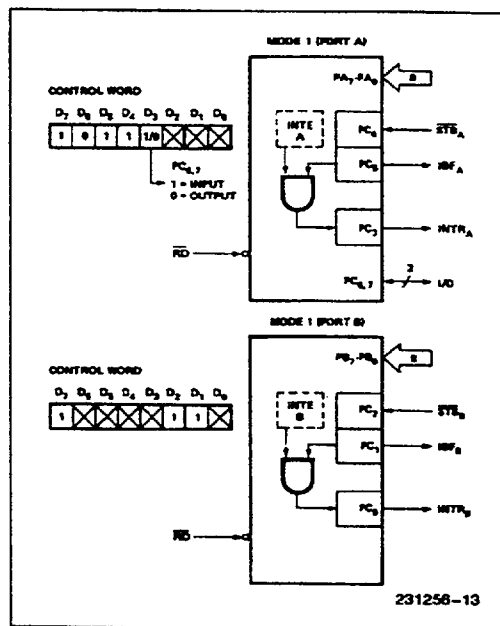 MODE 1 (PORT A)
CONTROL WORD
D7 D6 D5 D4 D3 D2 D1 D0
1 0 1 1 1/0
PC6,7
1 = INPUT
0 = OUTPUT
PA7-PA0
8
INTE
A
PC4
STBA
PC5
IBFA
PC3
INTRA
RD
PC6,7
2
I/O
MODE 1 (PORT B)
CONTROL WORD
D7 D6 D5 D4 D3 D2 D1 D0
1 1 1
PB7-PB0
8
INTE
B
PC2
STBB
PC1
IBFB
PC0
INTRB
RD
231256-13